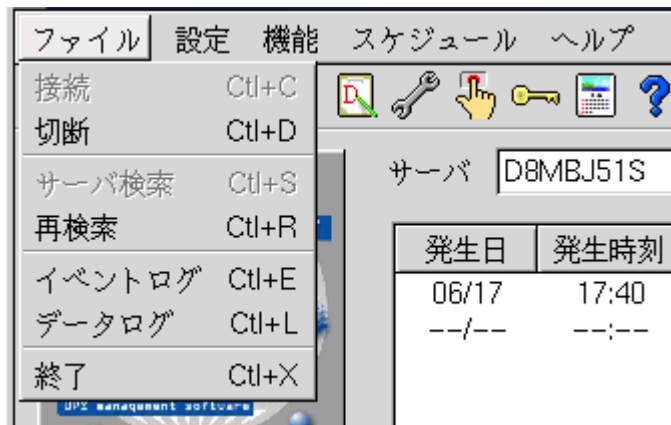 ファイル 設定 機能 スケジュール ヘルプ
接続 Ctl+C
切断 Ctl+D
サーバ検索 Ctl+S
再検索 Ctl+R
イベントログ Ctl+E
データログ Ctl+L
終了 Ctl+X
D
サーバ D8MBJ51S
発生日 発生時刻
06/17 17:40
--/-- --:--
UPS management software